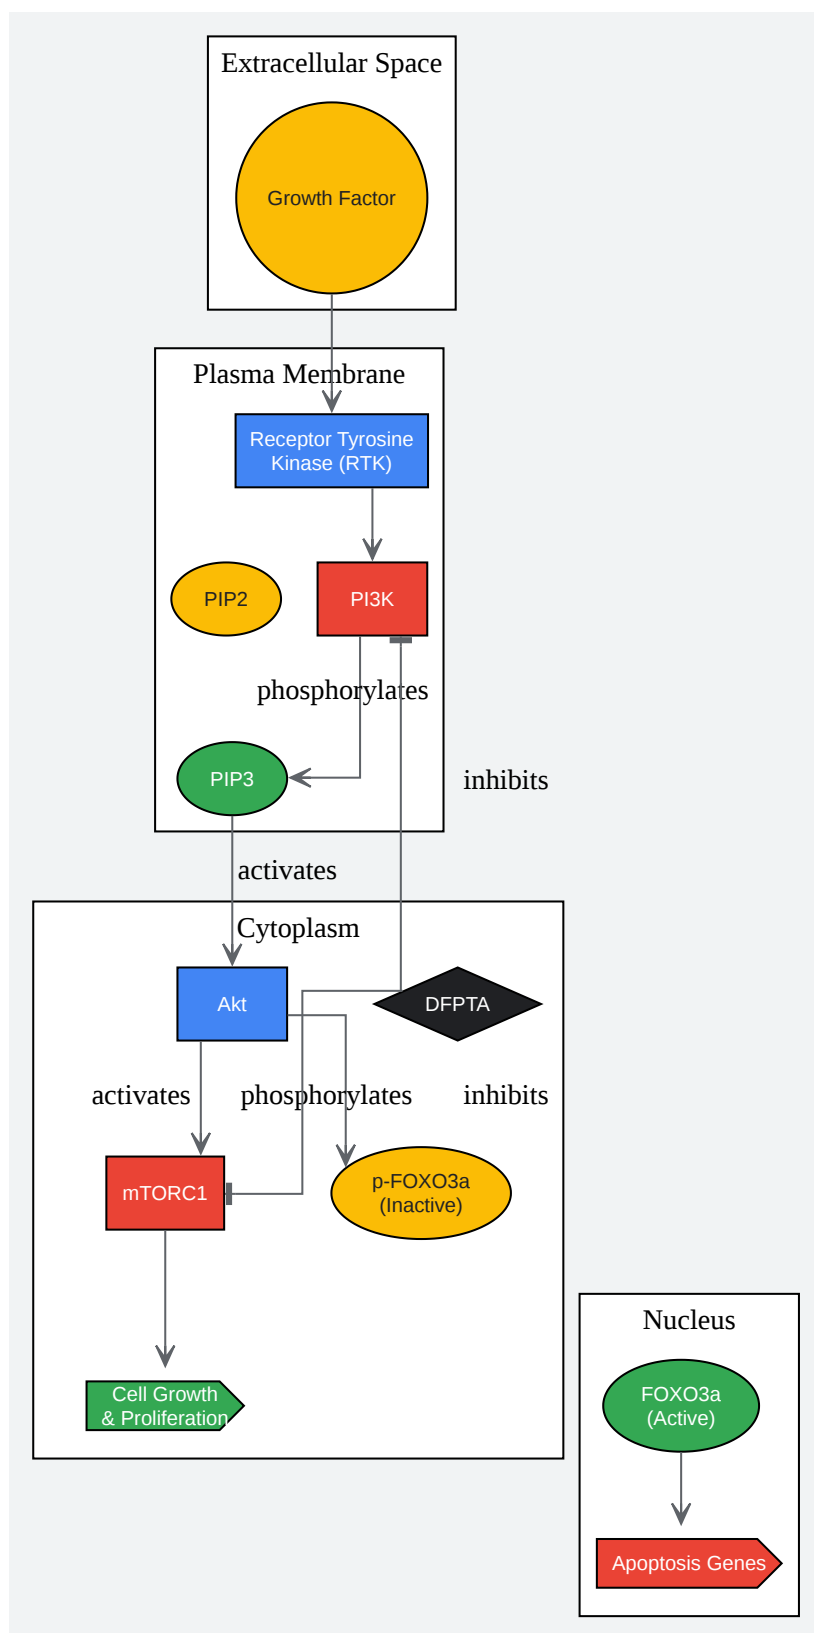 Extracellular Space
Growth Factor
Plasma Membrane
Receptor Tyrosine
Kinase (RTK)
PIP2
PI3K
phosphorylates
PIP3
inhibits
activates
Cytoplasm
Akt
DFPTA
activates
phosphorylates
inhibits
mTORC1
p-FOXO3a
(Inactive)
Nucleus
Cell Growth
& Proliferation
FOXO3a
(Active)
Apoptosis Genes